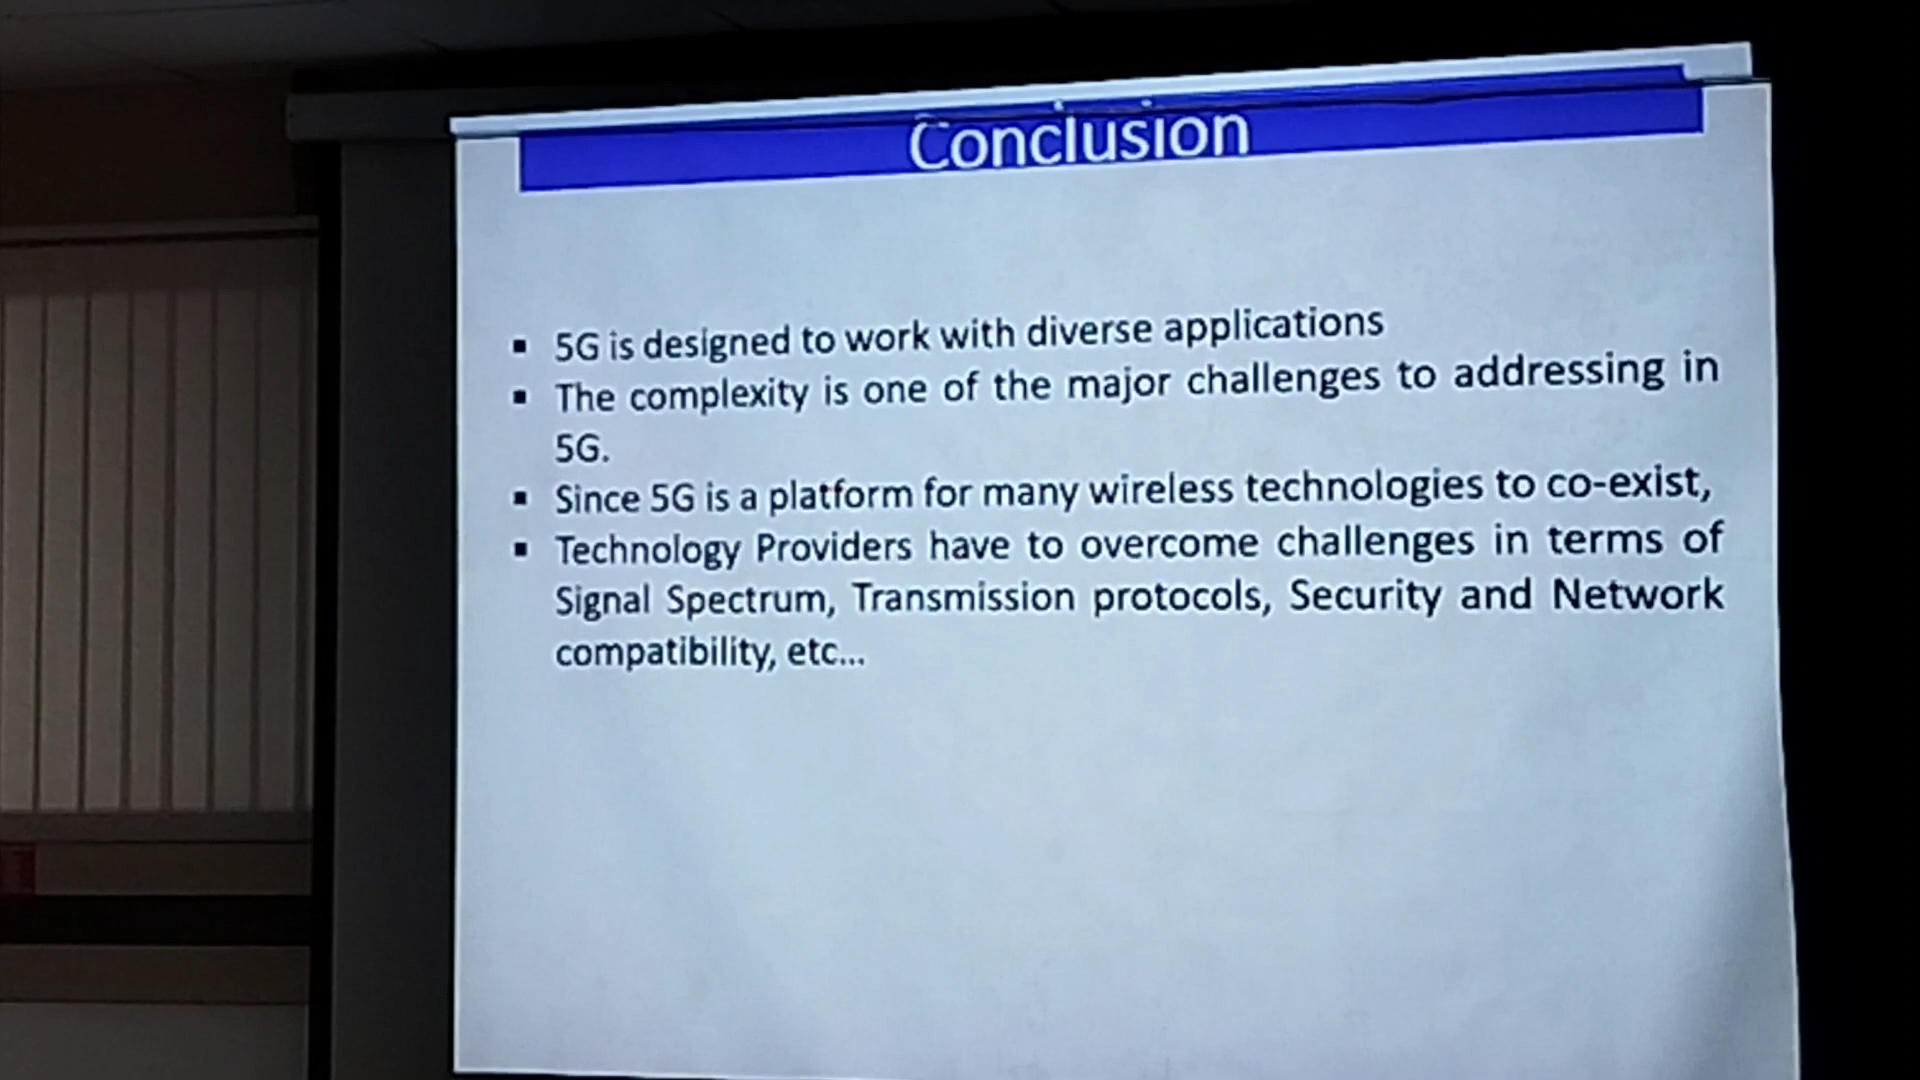 Conclusion
▪ 5G is designed to work with diverse applications
▪ The complexity is one of the major challenges to addressing in
5G.
▪ Since 5G is a platform for many wireless technologies to co-exist,
▪ Technology Providers have to overcome challenges in terms of
Signal Spectrum, Transmission protocols, Security and Network
compatibility, etc...